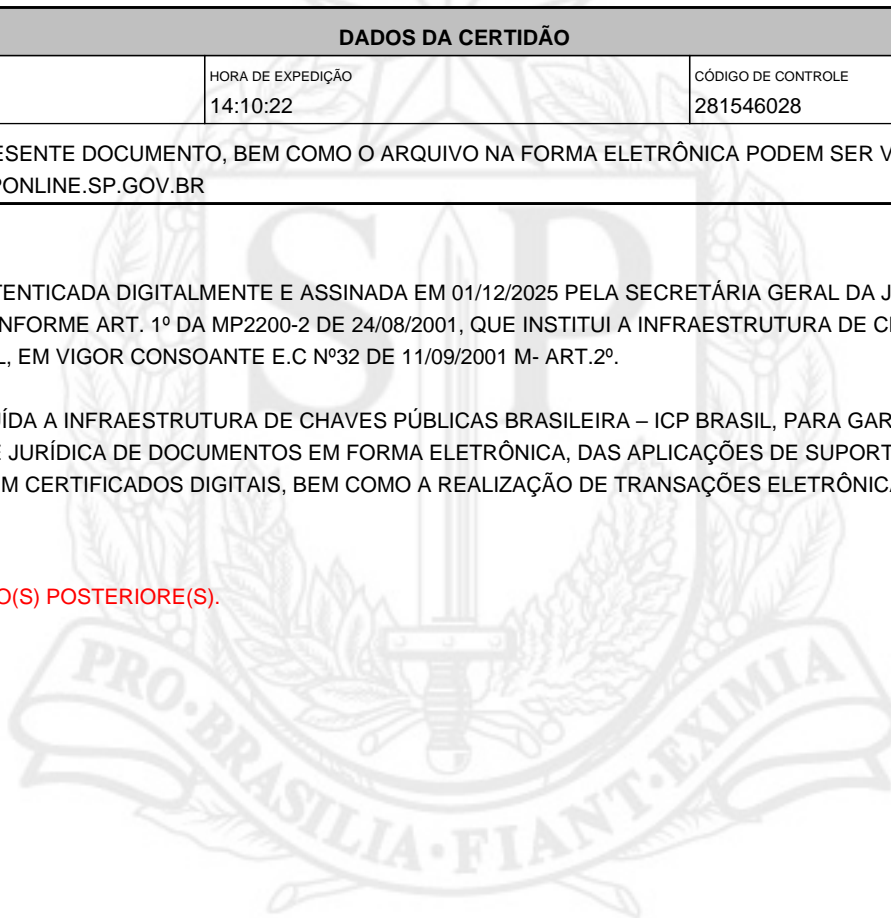 DADOS DA CERTIDÃO
HORA DE EXPEDIÇÃO
CÓDIGO DE CONTROLE
14:10:22
281546028
ESENTE DOCUMENTO, BEM COMO O ARQUIVO NA FORMA ELETRÔNICA PODEM SER V
PONLINE.SP.GOV.BR
TENTICADA DIGITALMENTE E ASSINADA EM 01/12/2025 PELA SECRETÁRIA GERAL DA J
NFORME ART. 1º DA MP2200-2 DE 24/08/2001, QUE INSTITUI A INFRAESTRUTURA DE C
L, EM VIGOR CONSOANTE E.C Nº32 DE 11/09/2001 M- ART.2º.
UÍDA A INFRAESTRUTURA DE CHAVES PÚBLICAS BRASILEIRA – ICP BRASIL, PARA GAR
E JURÍDICA DE DOCUMENTOS EM FORMA ELETRÔNICA, DAS APLICAÇÕES DE SUPORT
M CERTIFICADOS DIGITAIS, BEM COMO A REALIZAÇÃO DE TRANSAÇÕES ELETRÔNICA
O(S) POSTERIORE(S).
SP
PRO·BRASILIA·FIANT·EXIMIA